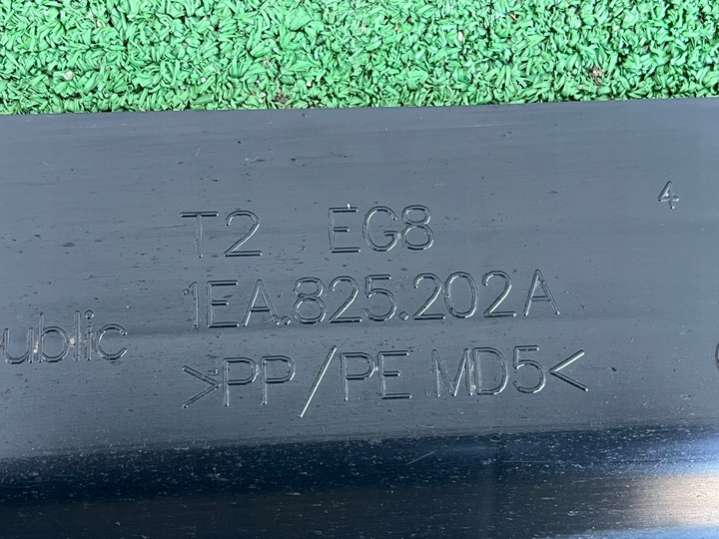 4
T2 EG8
1EA.825.202A
ublic
>PP/PE MD5<